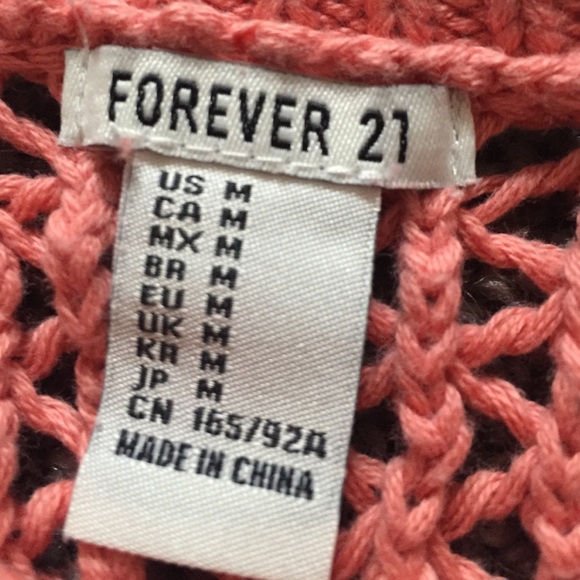 FOREVER 21
US M
CA M
MX M
BR M
EU M
UK M
KR M
JP M
CN 165/92A
MADE IN CHINA